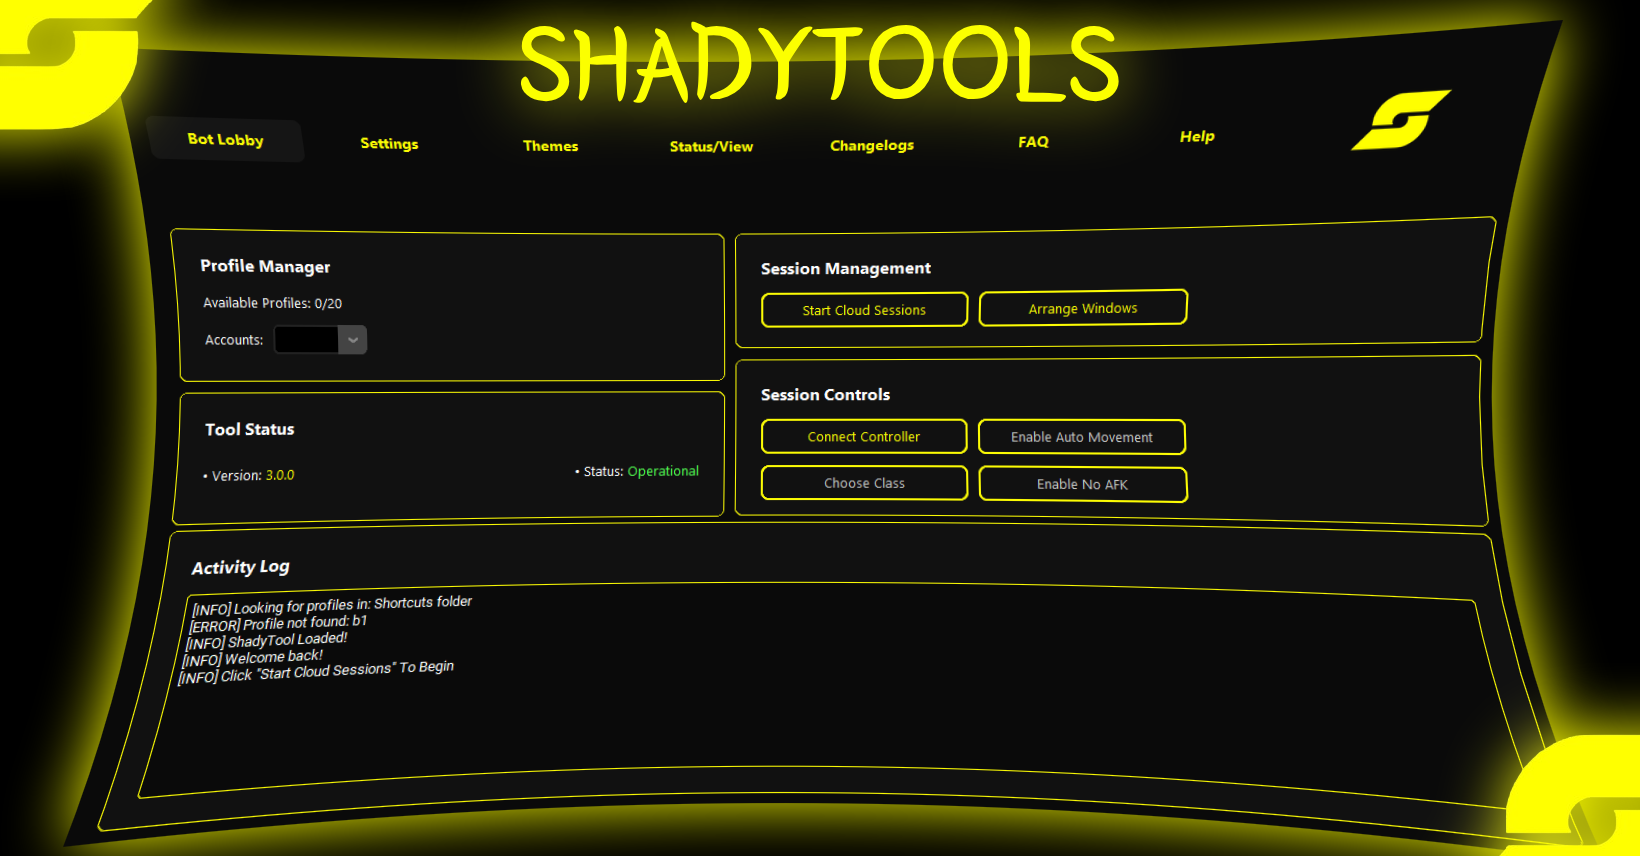 SHADYTOOLS
Bot Lobby
Settings
Themes
Status/View
Changelogs
FAQ
Help
Profile Manager
Available Profiles: 0/20
Accounts:
Session Management
Start Cloud Sessions
Arrange Windows
Tool Status
• Version: 3.0.0
• Status: Operational
Session Controls
Connect Controller
Enable Auto Movement
Choose Class
Enable No AFK
Activity Log
[INFO] Looking for profiles in: Shortcuts folder
[ERROR] Profile not found: b1
[INFO] ShadyTool Loaded!
[INFO] Welcome back!
[INFO] Click "Start Cloud Sessions" To Begin